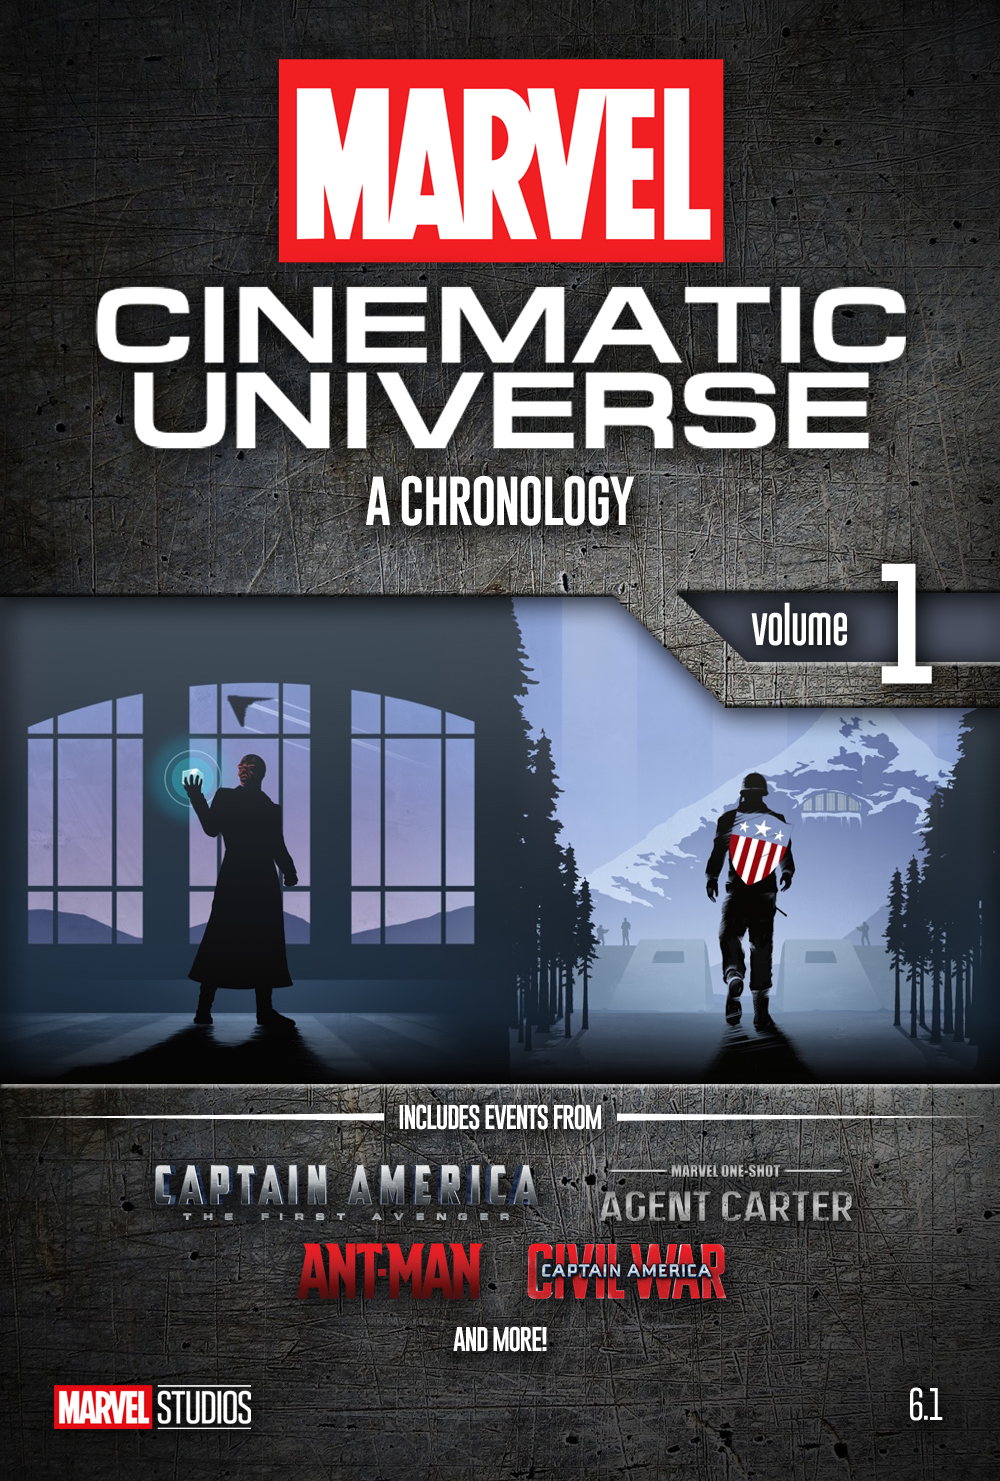 MARVEL
CINEMATIC
UNIVERSE
A CHRONOLOGY
volume 1
INCLUDES EVENTS FROM
CAPTAIN AMERICA
THE FIRST AVENGER
MARVEL ONE-SHOT
AGENT CARTER
ANT-MAN
CIVIL WAR
CAPTAIN AMERICA
AND MORE!
MARVEL STUDIOS
6.1